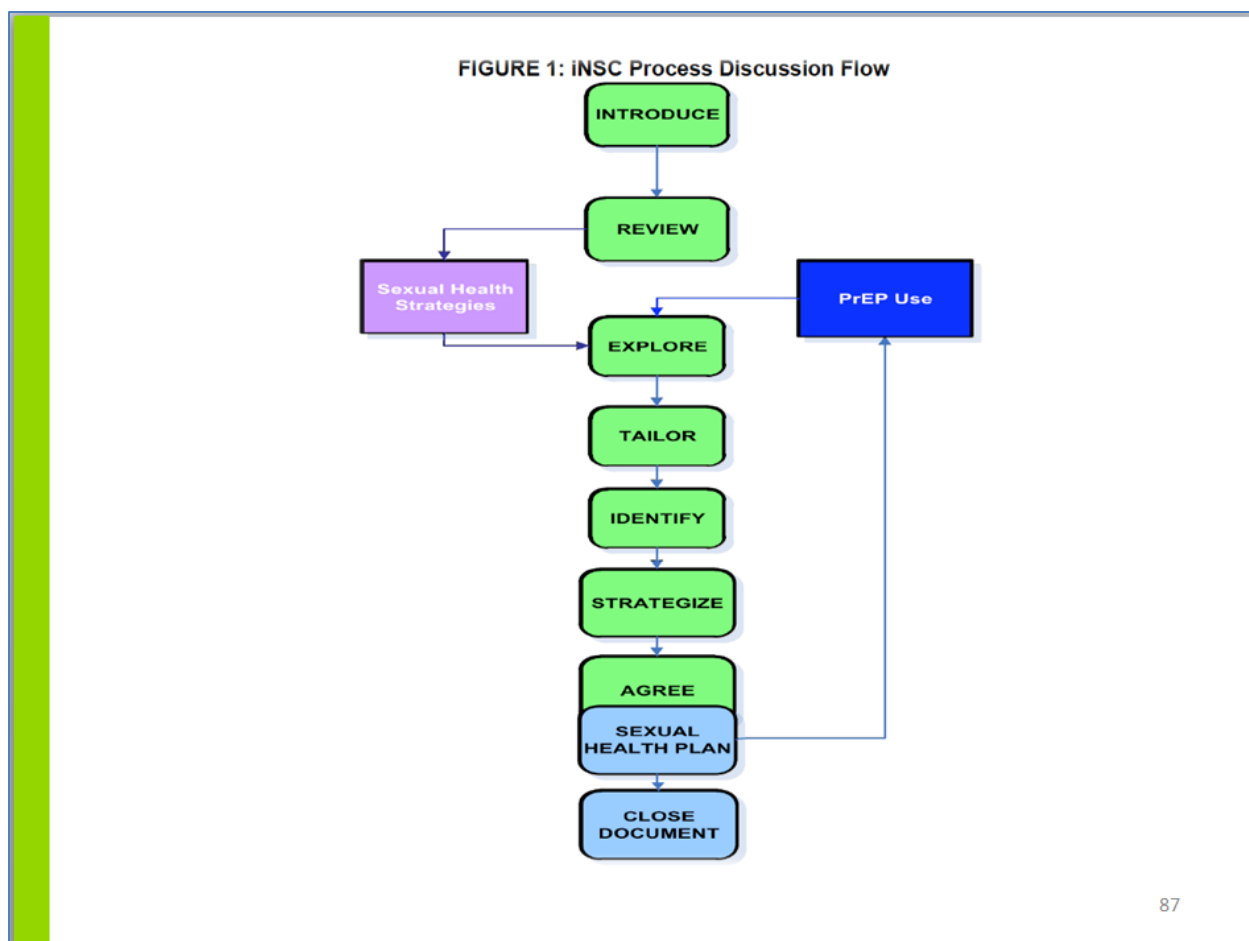 FIGURE 1: iNSC Process Discussion Flow
INTRODUCE
REVIEW
Sexual Health
Strategies
PrEP Use
EXPLORE
TAILOR
IDENTIFY
STRATEGIZE
AGREE
SEXUAL
HEALTH PLAN
CLOSE
DOCUMENT
87